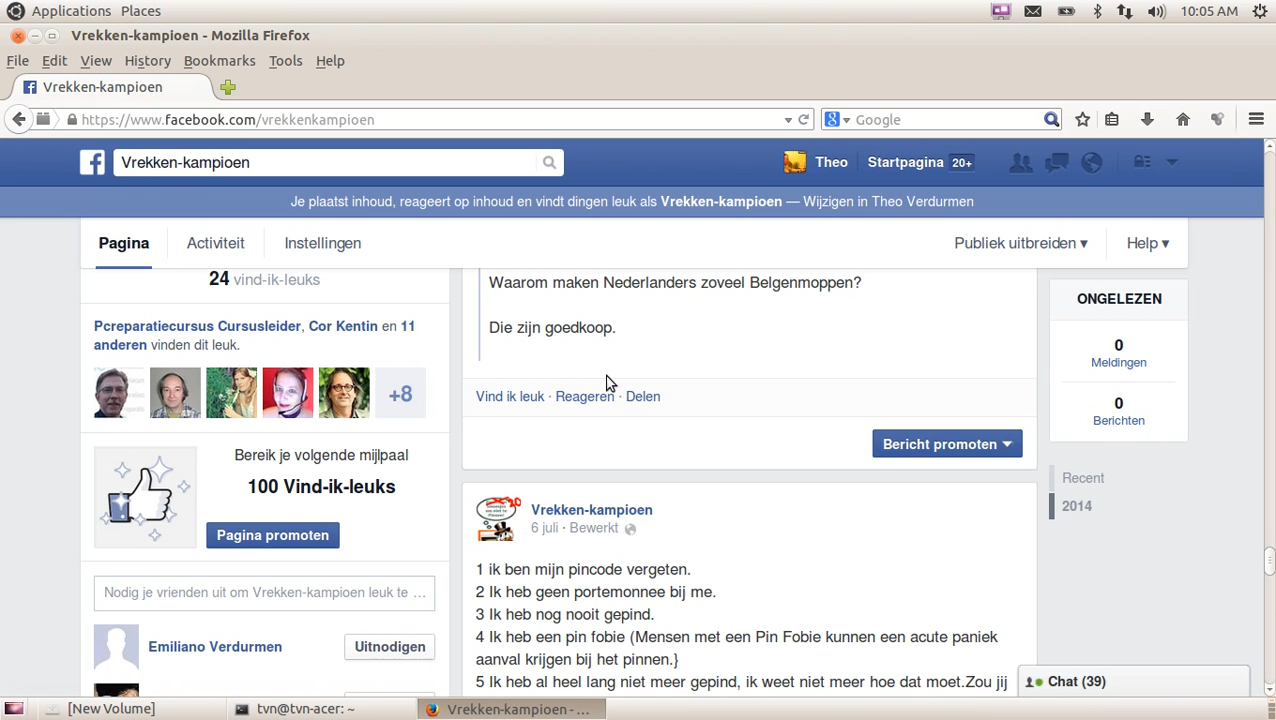 Applications Places
10:05 AM
Vrekken-kampioen - Mozilla Firefox
File Edit View History Bookmarks Tools Help
Vrekken-kampioen
https://www.facebook.com/vrekkenkampioen
Google
Vrekken-kampioen
Theo Startpagina 20+
Je plaatst inhoud, reageert op inhoud en vindt dingen leuk als Vrekken-kampioen — Wijzigen in Theo Verdurmen
Pagina Activiteit Instellingen Publiek uitbreiden ▾ Help ▾
24 vind-ik-leuks
Pcreparatiecursus Cursusleider, Cor Kentin en 11
anderen vinden dit leuk.
+8
Bereik je volgende mijlpaal
100 Vind-ik-leuks
Pagina promoten
Nodig je vrienden uit om Vrekken-kampioen leuk te ...
Emiliano Verdurmen Uitnodigen
Waarom maken Nederlanders zoveel Belgenmoppen?
Die zijn goedkoop.
Vind ik leuk · Reageren · Delen
Bericht promoten
Vrekken-kampioen
6 juli · Bewerkt
1 ik ben mijn pincode vergeten.
2 Ik heb geen portemonnee bij me.
3 Ik heb nog nooit gepind.
4 Ik heb een pin fobie (Mensen met een Pin Fobie kunnen een acute paniek
aanval krijgen bij het pinnen.}
5 Ik heb al heel lang niet meer gepind, ik weet niet meer hoe dat moet.Zou jij
ONGELEZEN
0
Meldingen
0
Berichten
Recent
2014
Chat (39)
[New Volume] tvn@tvn-acer: ~ Vrekken-kampioen - ...